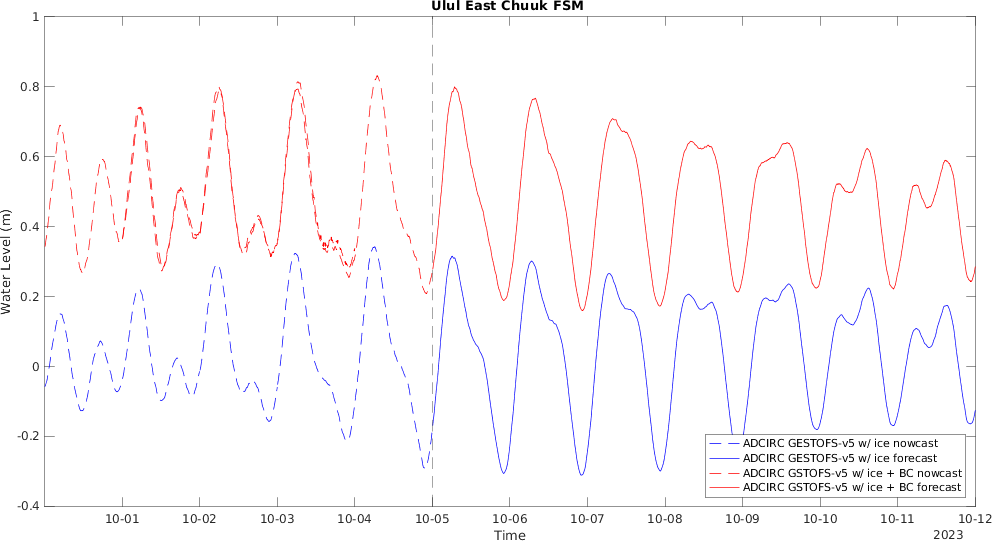 Ulul East Chuuk FSM
1
0.8
0.6
0.4
0.2
0
-0.2
-0.4
Water Level (m)
ADCIRC GESTOFS-v5 w/ ice nowcast
ADCIRC GESTOFS-v5 w/ ice forecast
ADCIRC GSTOFS-v5 w/ ice + BC nowcast
ADCIRC GSTOFS-v5 w/ ice + BC forecast
10-01 10-02 10-03 10-04 10-05 10-06 10-07 10-08 10-09 10-10 10-11 10-12
Time 2023